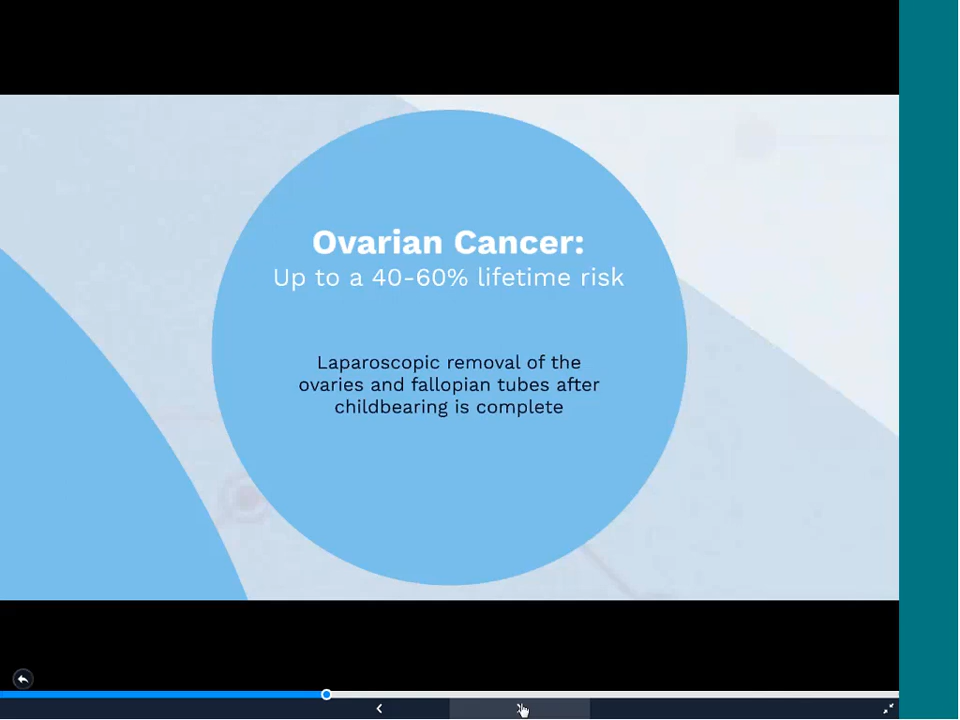 Ovarian Cancer:
Up to a 40-60% lifetime risk
Laparoscopic removal of the
ovaries and fallopian tubes after
childbearing is complete